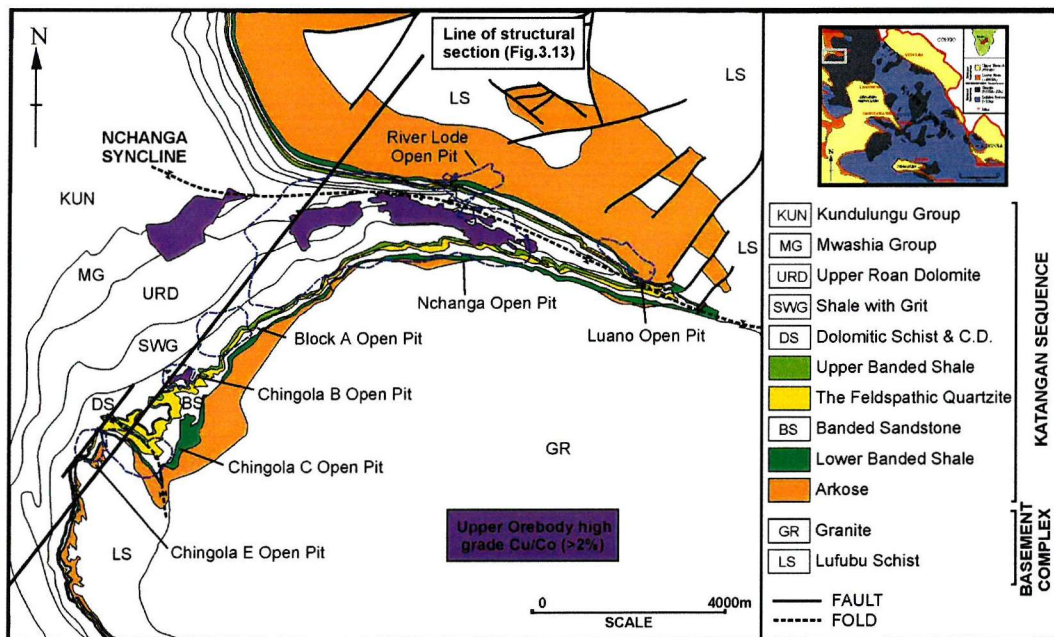 N
Line of structural
section (Fig.3.13)
LS
LS
River Lode
Open Pit
NCHANGA
SYNCLINE
KUN
LS
MG
URD
Nchanga Open Pit
Luano Open Pit
SWG
Block A Open Pit
Chingola B Open Pit
DS
BS
GR
Chingola C Open Pit
Upper Orebody high
grade Cu/Co (>2%)
Chingola E Open Pit
LS
0
4000m
SCALE
KUN Kundulungu Group
MG Mwashia Group
URD Upper Roan Dolomite
SWG Shale with Grit
DS Dolomitic Schist & C.D.
Upper Banded Shale
The Feldspathic Quartzite
BS Banded Sandstone
Lower Banded Shale
Arkose
KATANGAN SEQUENCE
GR Granite
LS Lufubu Schist
BASEMENT
COMPLEX
FAULT
FOLD